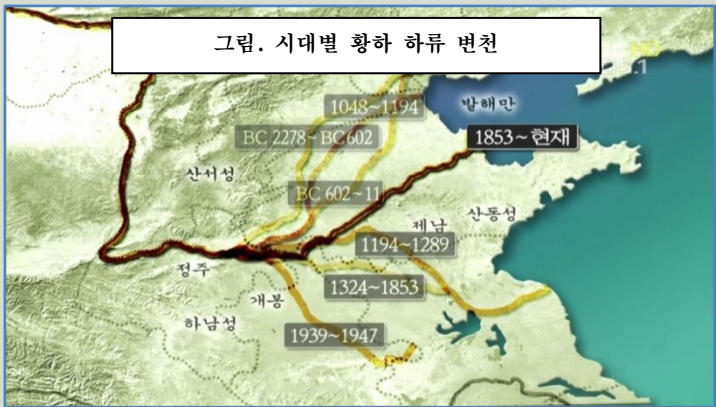 그림. 시대별 황하 하류 변천
1048~1194
발해만
BC 2278~BC 602
1853~현재
산서성
BC 602~11
제남
산동성
1194~1289
정주
1324~1853
개봉
하남성
1939~1947